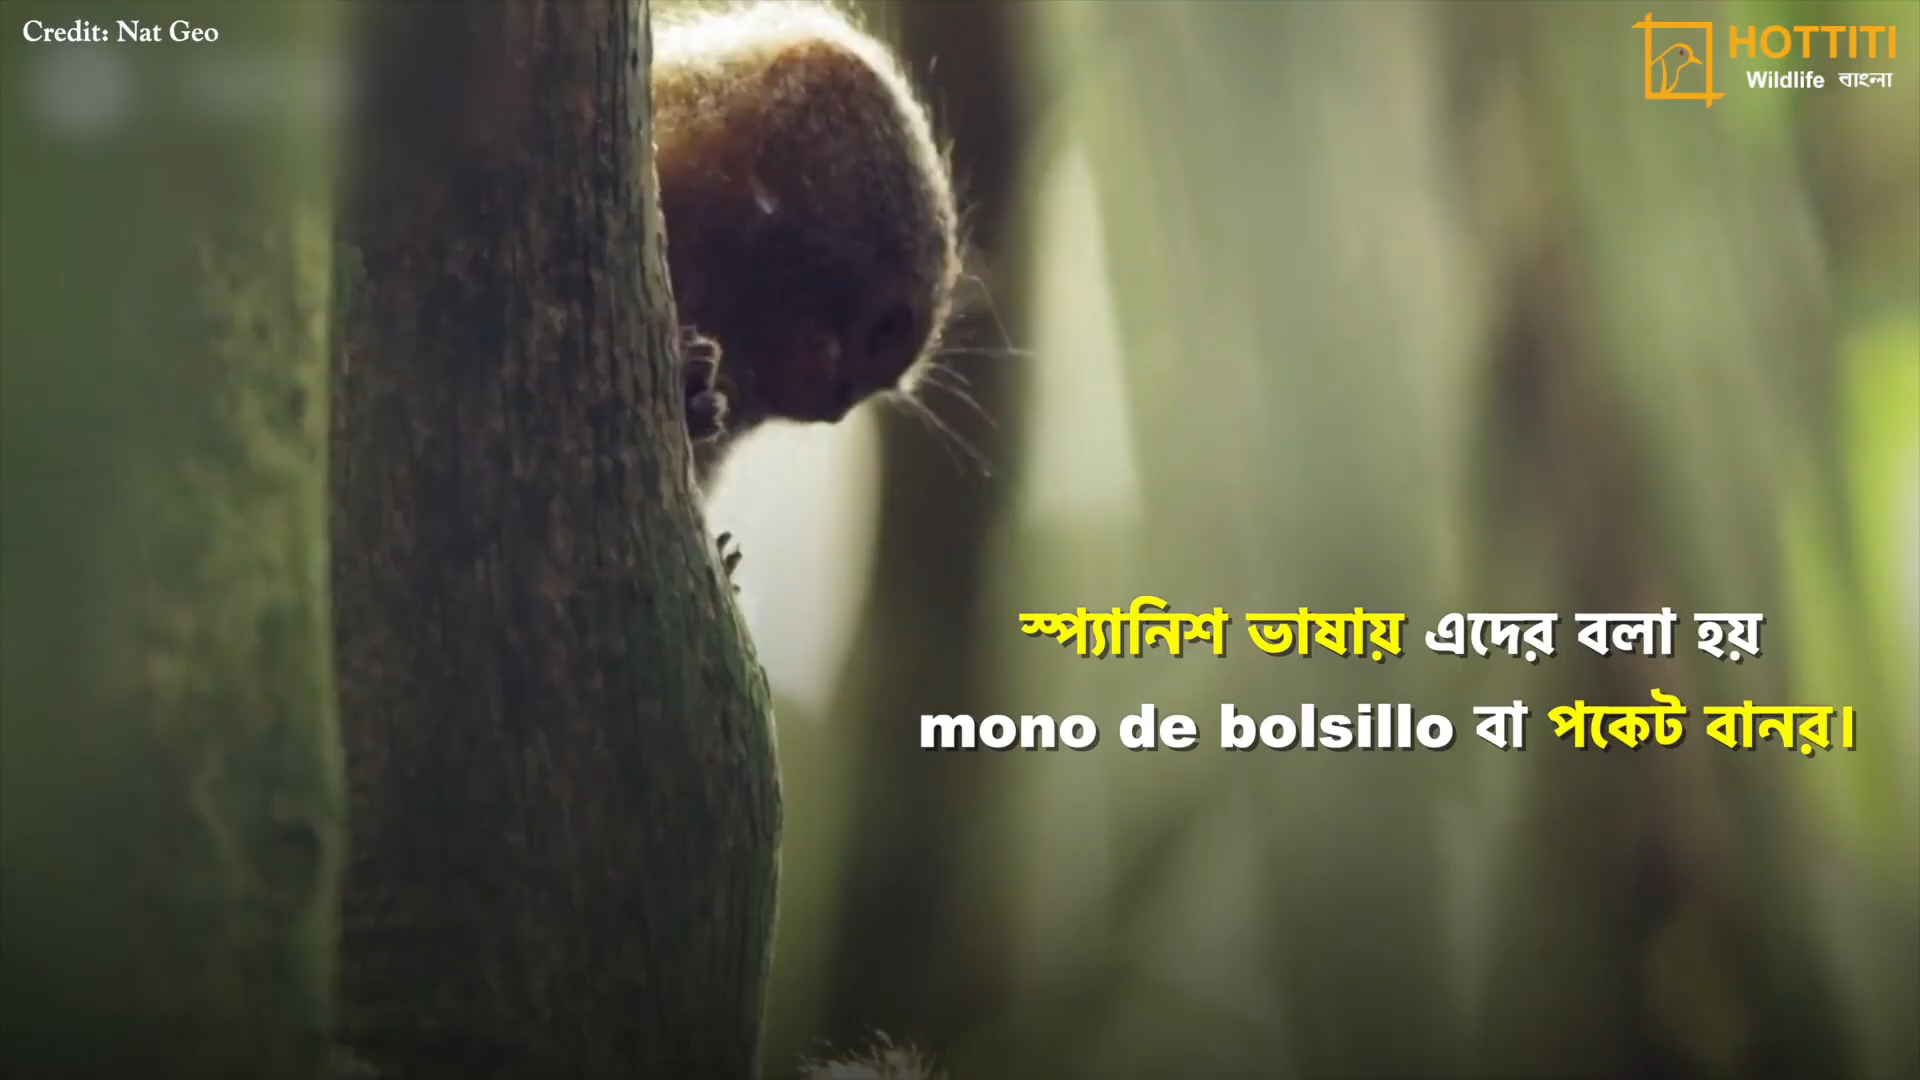 Credit: Nat Geo
HOTTITI
Wildlife বাংলা
স্প্যানিশ ভাষায় এদের বলা হয়
mono de bolsillo বা পকেট বানর।